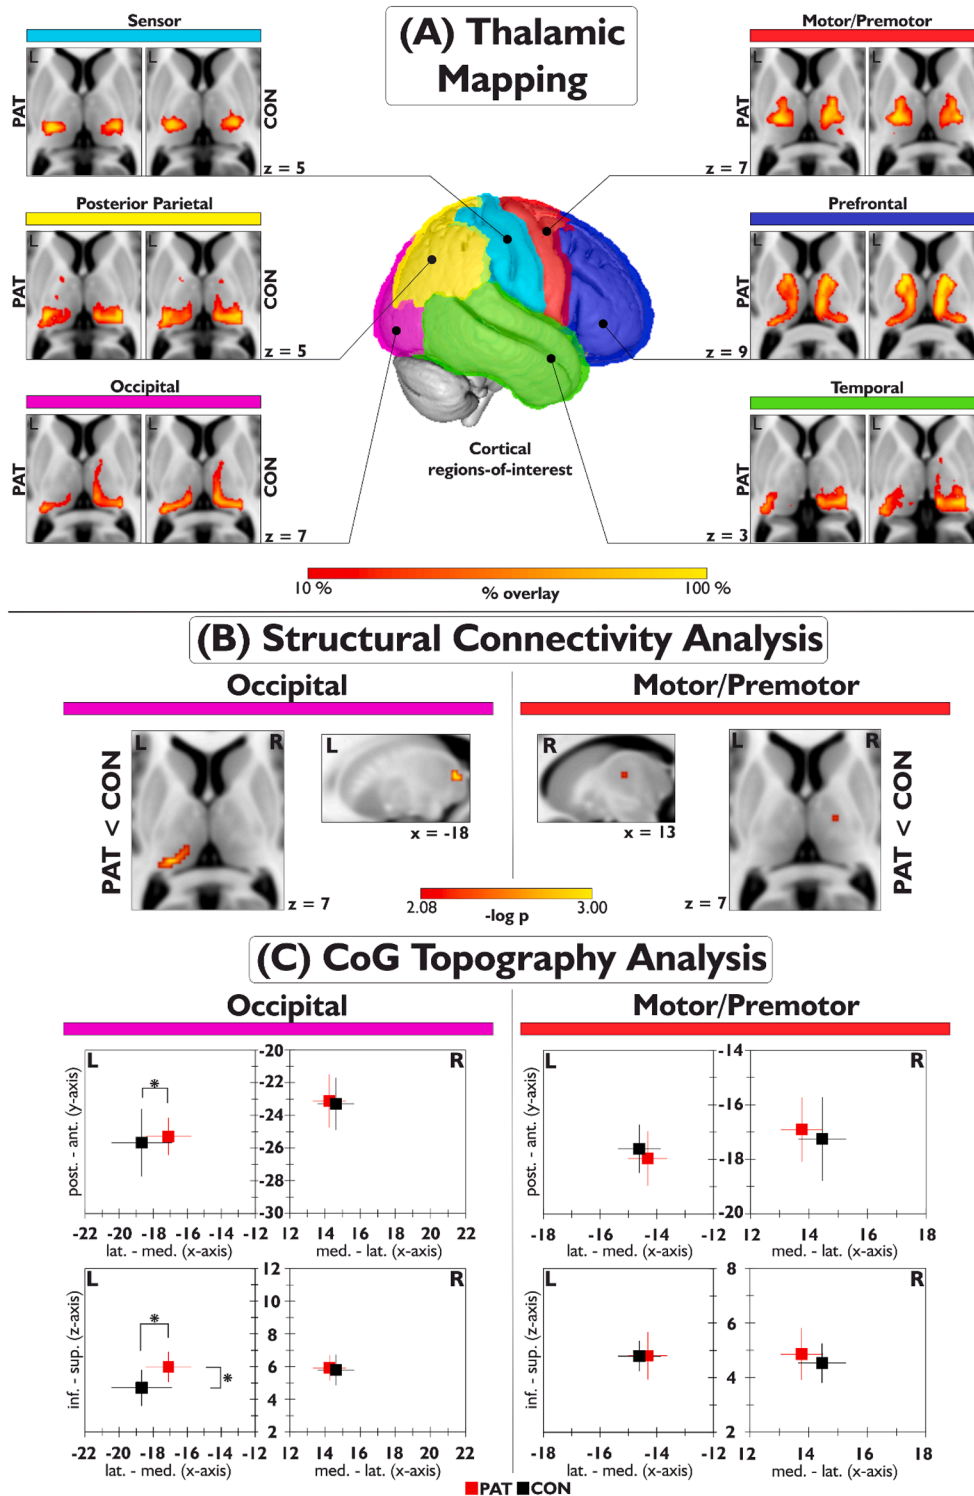 Sensor
(A) Thalamic
Mapping
Motor/Premotor
L
PAT
CON
z = 5
L
PAT
CON
z = 7
Posterior Parietal
Prefrontal
L
PAT
CON
z = 5
L
PAT
CON
z = 9
Occipital
Temporal
L
PAT
CON
z = 7
L
PAT
CON
z = 3
Cortical
regions-of-interest
10 %
% overlay
100 %
(B) Structural Connectivity Analysis
Occipital
Motor/Premotor
PAT < CON
L R
z = 7
L
x = -18
R
x = 13
L R
z = 7
PAT < CON
2.08
-log p
3.00
(C) CoG Topography Analysis
Occipital
Motor/Premotor
L R
post. - ant. (y-axis)
*
-20
-22
-24
-26
-28
-30
-22 -20 -18 -16 -14 -12
12 14 16 18 20 22
lat. - med. (x-axis)
med. - lat. (x-axis)
L R
post. - ant. (y-axis)
-14
-16
-18
-20
-18 -16 -14 -12
12 14 16 18
lat. - med. (x-axis)
med. - lat. (x-axis)
L R
inf. - sup. (z-axis)
*
*
12
10
8
6
4
2
-22 -20 -18 -16 -14 -12
12 14 16 18 20 22
lat. - med. (x-axis)
med. - lat. (x-axis)
L R
inf. - sup. (z-axis)
8
6
4
2
-18 -16 -14 -12
12 14 16 18
lat. - med. (x-axis)
med. - lat. (x-axis)
PAT CON